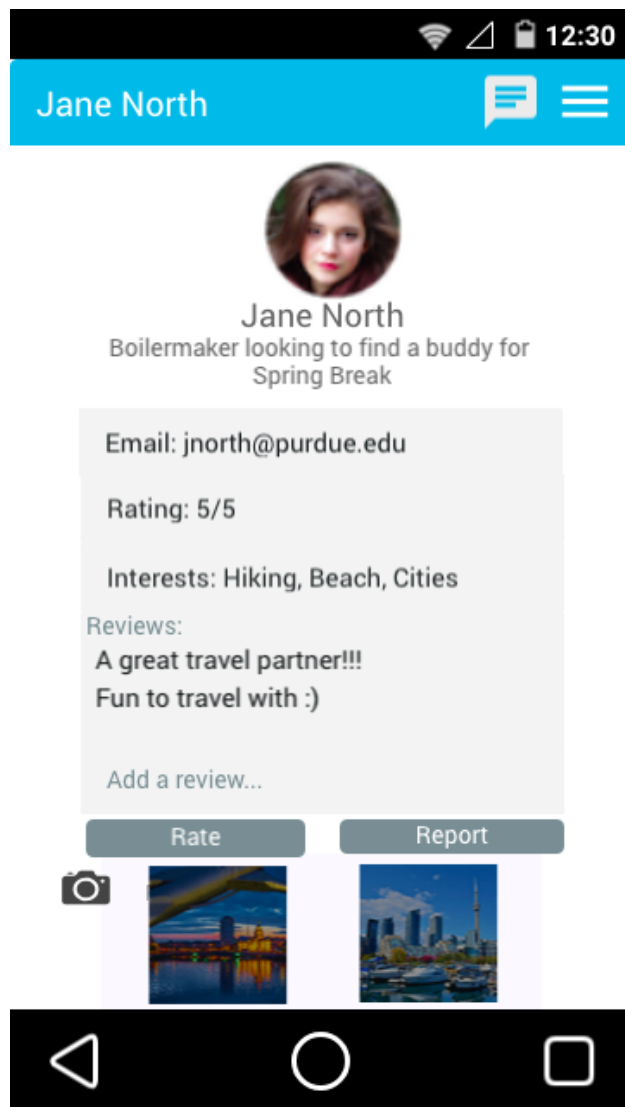 12:30
Jane North
Jane North
Boilermaker looking to find a buddy for
Spring Break
Email: jnorth@purdue.edu
Rating: 5/5
Interests: Hiking, Beach, Cities
Reviews:
A great travel partner!!!
Fun to travel with :)
Add a review...
Rate
Report